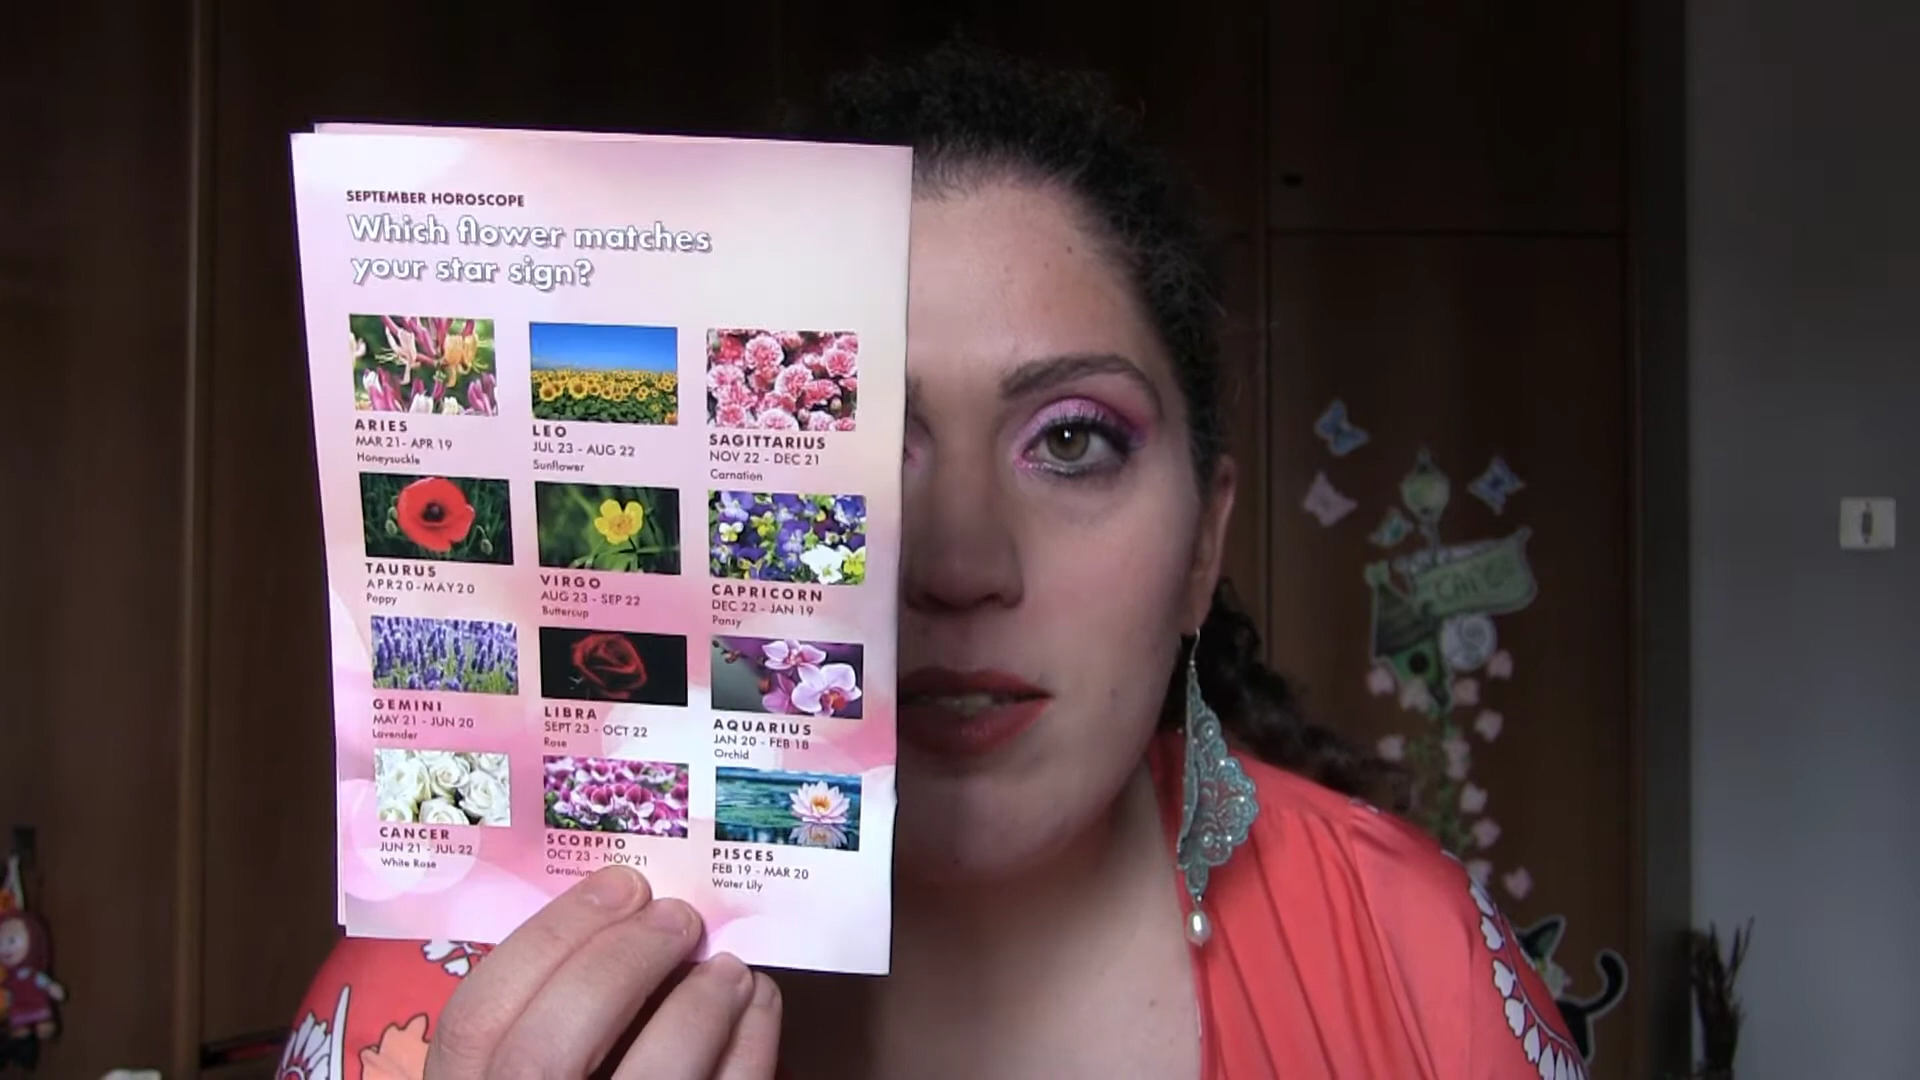 SEPTEMBER HOROSCOPE
Which flower matches
your star sign?
ARIES
MAR 21- APR 19
Honeysuckle
LEO
JUL 23 - AUG 22
Sunflower
SAGITTARIUS
NOV 22 - DEC 21
Carnation
TAURUS
APR20-MAY20
Poppy
VIRGO
AUG 23 - SEP 22
Buttercup
CAPRICORN
DEC 22 - JAN 19
Pansy
GEMINI
MAY 21 - JUN 20
Lavender
LIBRA
SEPT 23 - OCT 22
Rose
AQUARIUS
JAN 20 - FEB 18
Orchid
CANCER
JUN 21 - JUL 22
White Rose
SCORPIO
OCT 23 - NOV 21
Geranium
PISCES
FEB 19 - MAR 20
Water Lily